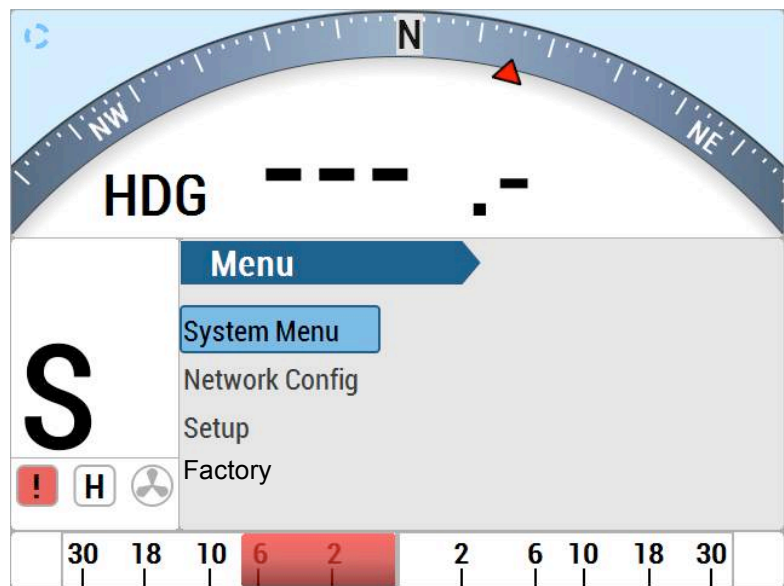 N
NW
NE
HDG --- .-
Menu
System Menu
Network Config
Setup
Factory
S
! H
30 18 10 6 2 2 6 10 18 30